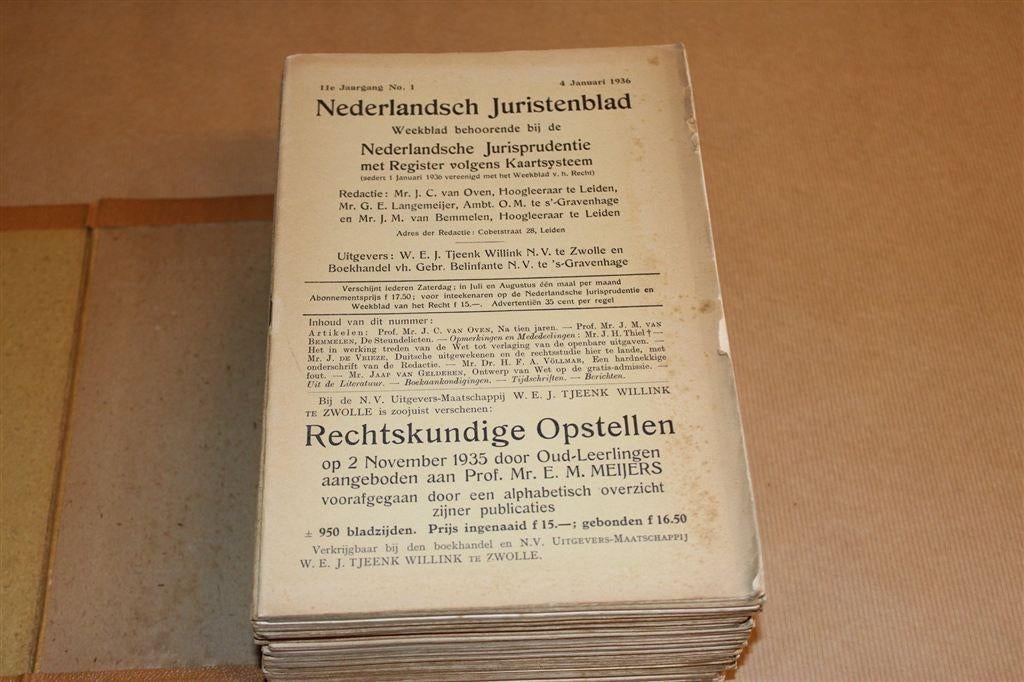 11e Jaargang No. 1 4 Januari 1936
Nederlandsch Juristenblad
Weekblad behoorende bij de
Nederlandsche Jurisprudentie
met Register volgens Kaartsysteem
(sedert 1 Januari 1936 vereenigd met het Weekblad v. h. Recht)
Redactie: Mr. J. C. van Oven, Hoogleeraar te Leiden,
Mr. G. E. Langemeijer, Ambt. O. M. te s'-Gravenhage
en Mr. J. M. van Bemmelen, Hoogleeraar te Leiden
Adres der Redactie: Cobetstraat 28, Leiden
Uitgevers: W. E. J. Tjeenk Willink N. V. te Zwolle en
Boekhandel vh. Gebr. Belinfante N. V. te 's-Gravenhage
Verschijnt iederen Zaterdag; in Juli en Augustus één maal per maand
Abonnementsprijs f 17.50; voor inteekenaren op de Nederlandsche Jurisprudentie en
Weekblad van het Recht f 15.—. Advertentiën 35 cent per regel
Inhoud van dit nummer:
Artikelen: Prof. Mr. J. C. VAN OVEN, Na tien jaren. — Prof. Mr. J. M. VAN
BEMMELEN, De Steundelicten. — Opmerkingen en Mededeelingen: Mr. J. H. Thiel † —
Het in werking treden van de Wet tot verlaging van de openbare uitgaven. —
Mr. J. DE VRIEZE, Duitsche uitgewekenen en de rechtsstudie hier te lande, met
onderschrift van de Redactie. — Mr. Dr. H. F. A. VÖLLMAR, Een hardnekkige
fout. — Mr. JAAP VAN GELDEREN, Ontwerp van Wet op de gratis-admissie. —
Uit de Literatuur. — Boekaankondigingen. — Tijdschriften. — Berichten.
Bij de N. V. Uitgevers-Maatschappij W. E. J. TJEENK WILLINK
TE ZWOLLE is zoojuist verschenen:
Rechtskundige Opstellen
op 2 November 1935 door Oud-Leerlingen
aangeboden aan Prof. Mr. E. M. MEIJERS
voorafgegaan door een alphabetisch overzicht
zijner publicaties
± 950 bladzijden. Prijs ingenaaid f 15.—; gebonden f 16.50
Verkrijgbaar bij den boekhandel en N.V. UITGEVERS-MAATSCHAPPIJ
W. E. J. TJEENK WILLINK TE ZWOLLE.